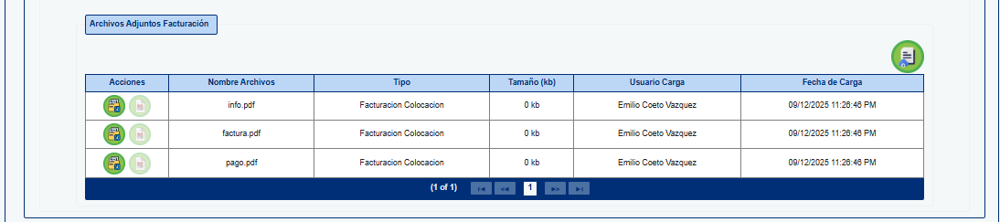 Archivos Adjuntos Facturación
Acciones Nombre Archivos Tipo Tamaño (kb) Usuario Carga Fecha de Carga
info.pdf Facturacion Colocacion 0 kb Emilio Coeto Vazquez 09/12/2025 11:26:46 PM
factura.pdf Facturacion Colocacion 0 kb Emilio Coeto Vazquez 09/12/2025 11:26:46 PM
pago.pdf Facturacion Colocacion 0 kb Emilio Coeto Vazquez 09/12/2025 11:26:46 PM
(1 of 1) 1